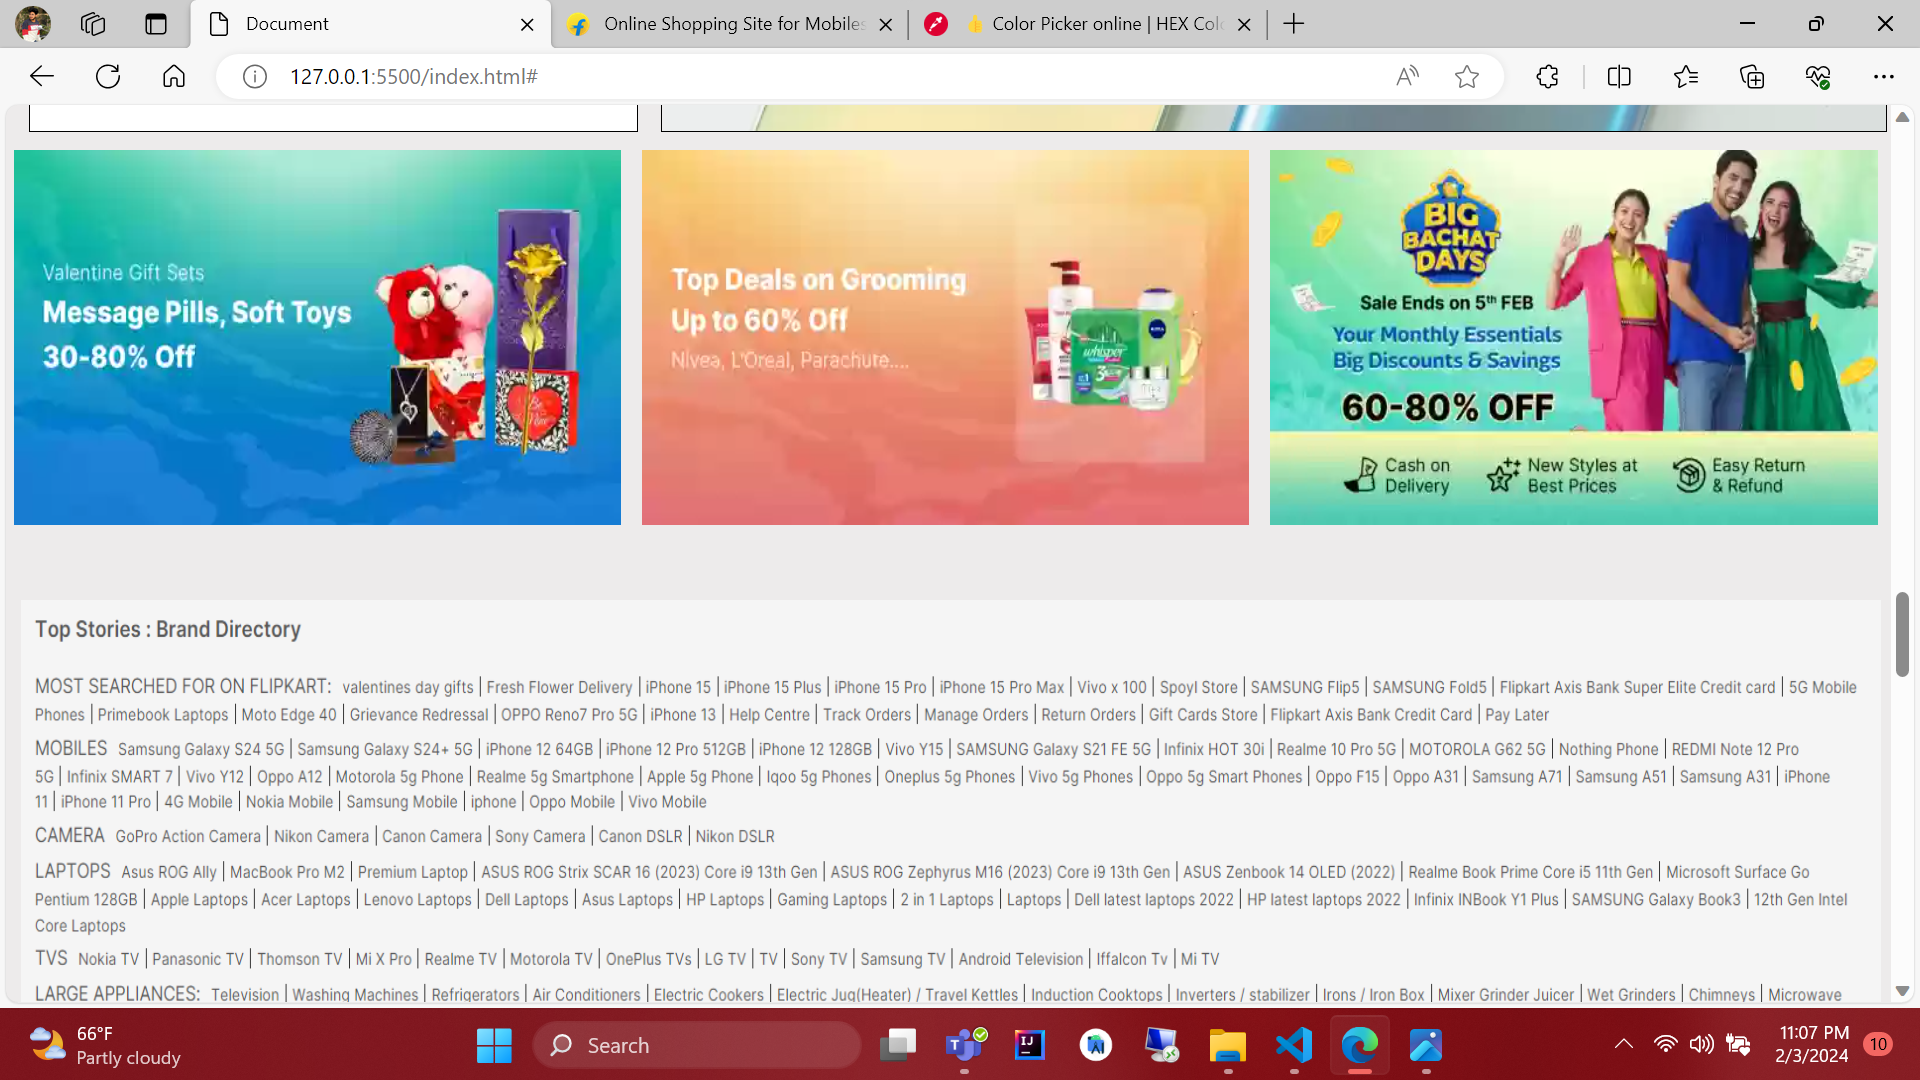 Document
Online Shopping Site for Mobiles
Color Picker online | HEX Col
127.0.0.1:5500/index.html#
Valentine Gift Sets
Message Pills, Soft Toys
30-80% Off
Be Mine
Top Deals on Grooming
Up to 60% Off
Nivea, L'Oreal, Parachute....
whisper
NIVEA
BIG
BACHAT
DAYS
Sale Ends on 5th FEB
Your Monthly Essentials
Big Discounts & Savings
60-80% OFF
Cash on
Delivery
New Styles at
Best Prices
Easy Return
& Refund
Top Stories : Brand Directory
MOST SEARCHED FOR ON FLIPKART: valentines day gifts | Fresh Flower Delivery | iPhone 15 | iPhone 15 Plus | iPhone 15 Pro | iPhone 15 Pro Max | Vivo x 100 | Spoyl Store | SAMSUNG Flip5 | SAMSUNG Fold5 | Flipkart Axis Bank Super Elite Credit card | 5G Mobile
Phones | Primebook Laptops | Moto Edge 40 | Grievance Redressal | OPPO Reno7 Pro 5G | iPhone 13 | Help Centre | Track Orders | Manage Orders | Return Orders | Gift Cards Store | Flipkart Axis Bank Credit Card | Pay Later
MOBILES Samsung Galaxy S24 5G | Samsung Galaxy S24+ 5G | iPhone 12 64GB | iPhone 12 Pro 512GB | iPhone 12 128GB | Vivo Y15 | SAMSUNG Galaxy S21 FE 5G | Infinix HOT 30i | Realme 10 Pro 5G | MOTOROLA G62 5G | Nothing Phone | REDMI Note 12 Pro
5G | Infinix SMART 7 | Vivo Y12 | Oppo A12 | Motorola 5g Phone | Realme 5g Smartphone | Apple 5g Phone | Iqoo 5g Phones | Oneplus 5g Phones | Vivo 5g Phones | Oppo 5g Smart Phones | Oppo F15 | Oppo A31 | Samsung A71 | Samsung A51 | Samsung A31 | iPhone
11 | iPhone 11 Pro | 4G Mobile | Nokia Mobile | Samsung Mobile | iphone | Oppo Mobile | Vivo Mobile
CAMERA GoPro Action Camera | Nikon Camera | Canon Camera | Sony Camera | Canon DSLR | Nikon DSLR
LAPTOPS Asus ROG Ally | MacBook Pro M2 | Premium Laptop | ASUS ROG Strix SCAR 16 (2023) Core i9 13th Gen | ASUS ROG Zephyrus M16 (2023) Core i9 13th Gen | ASUS Zenbook 14 OLED (2022) | Realme Book Prime Core i5 11th Gen | Microsoft Surface Go
Pentium 128GB | Apple Laptops | Acer Laptops | Lenovo Laptops | Dell Laptops | Asus Laptops | HP Laptops | Gaming Laptops | 2 in 1 Laptops | Laptops | Dell latest laptops 2022 | HP latest laptops 2022 | Infinix INBook Y1 Plus | SAMSUNG Galaxy Book3 | 12th Gen Intel
Core Laptops
TVS Nokia TV | Panasonic TV | Thomson TV | Mi X Pro | Realme TV | Motorola TV | OnePlus TVs | LG TV | TV | Sony TV | Samsung TV | Android Television | Iffalcon Tv | Mi TV
LARGE APPLIANCES: Television | Washing Machines | Refrigerators | Air Conditioners | Electric Cookers | Electric Jug(Heater) / Travel Kettles | Induction Cooktops | Inverters / stabilizer | Irons / Iron Box | Mixer Grinder Juicer | Wet Grinders | Chimneys | Microwave
66°F
Partly cloudy
Search
11:07 PM
2/3/2024
10